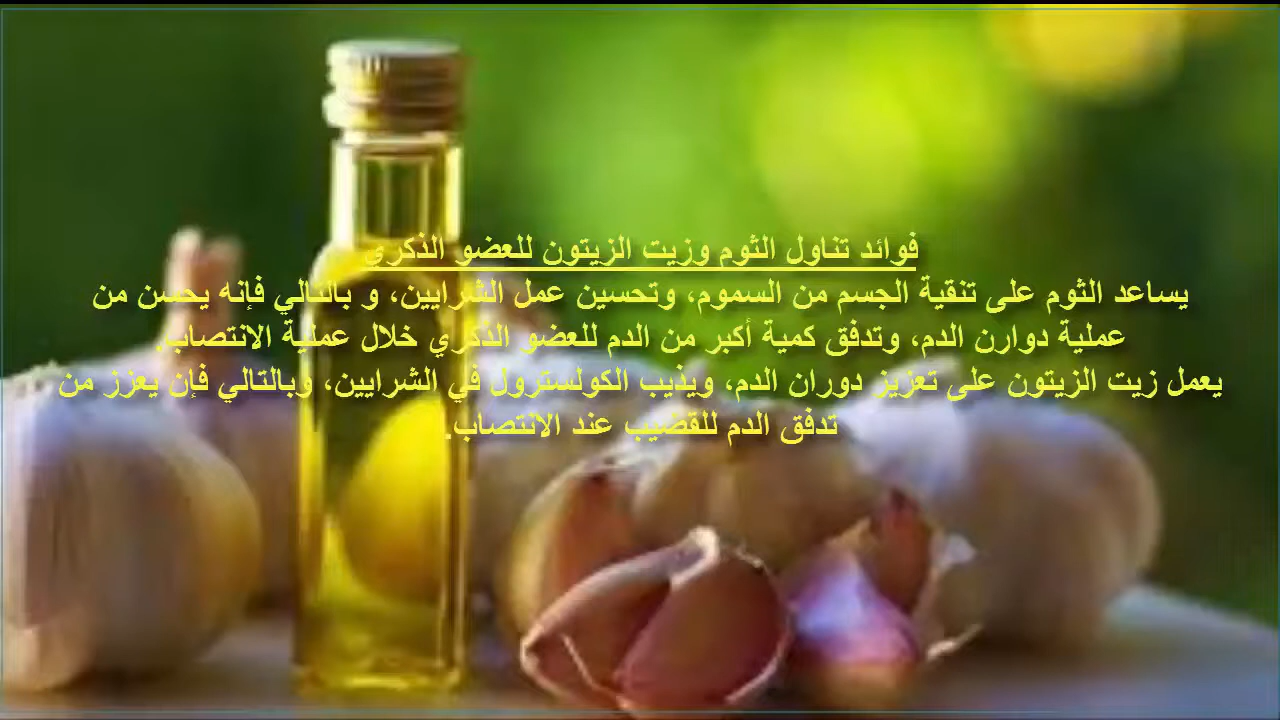 فوائد تناول الثوم وزيت الزيتون للعضو الذكري
يساعد الثوم على تنقية الجسم من السموم، وتحسين عمل الشرايين، و بالتالي فإنه يحسن من
عملية دوارن الدم، وتدفق كمية أكبر من الدم للعضو الذكري خلال عملية الانتصاب.
يعمل زيت الزيتون على تعزيز دوران الدم، ويذيب الكولسترول في الشرايين، وبالتالي فإن يعزز من
تدفق الدم للقضيب عند الانتصاب.